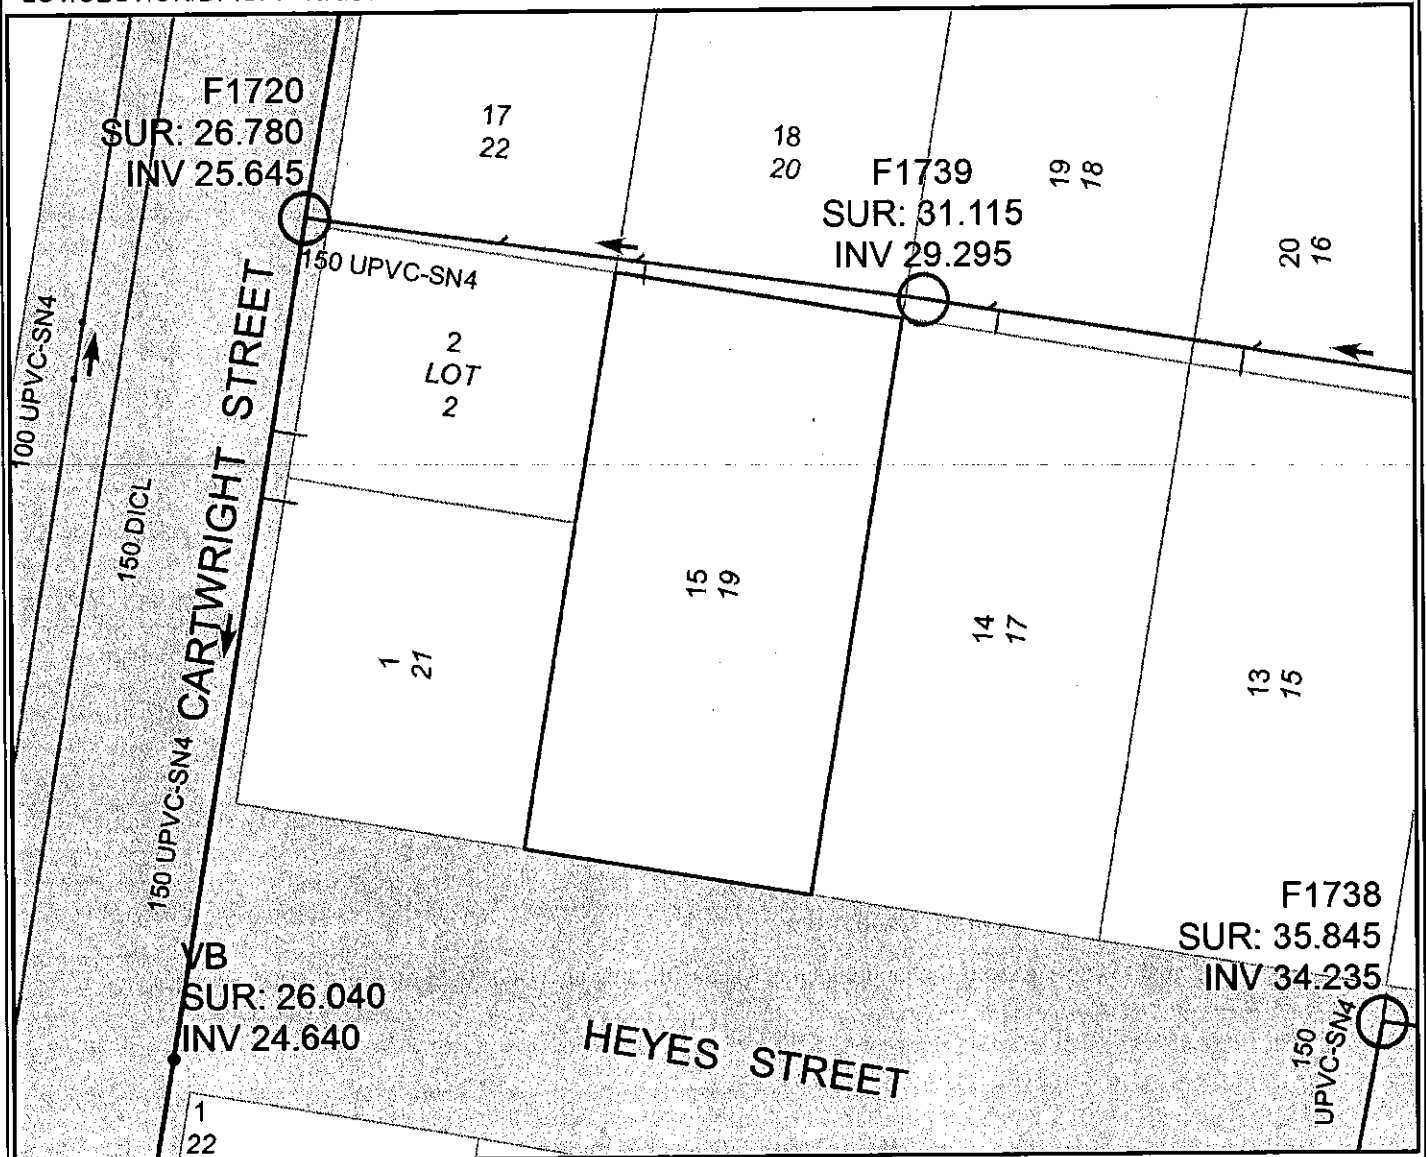 F1720
SUR: 26.780
INV 25.645
17
22
18
20
F1739
SUR: 31.115
INV 29.295
19
18
20
16
150 UPVC-SN4
100 UPVC-SN4
2
LOT
2
150 DICL
CARTWRIGHT STREET
150 UPVC-SN4
1
21
15
19
14
17
13
15
F1738
SUR: 35.845
INV 34.235
VB
SUR: 26.040
INV 24.640
HEYES STREET
150
UPVC-SN4
1
22